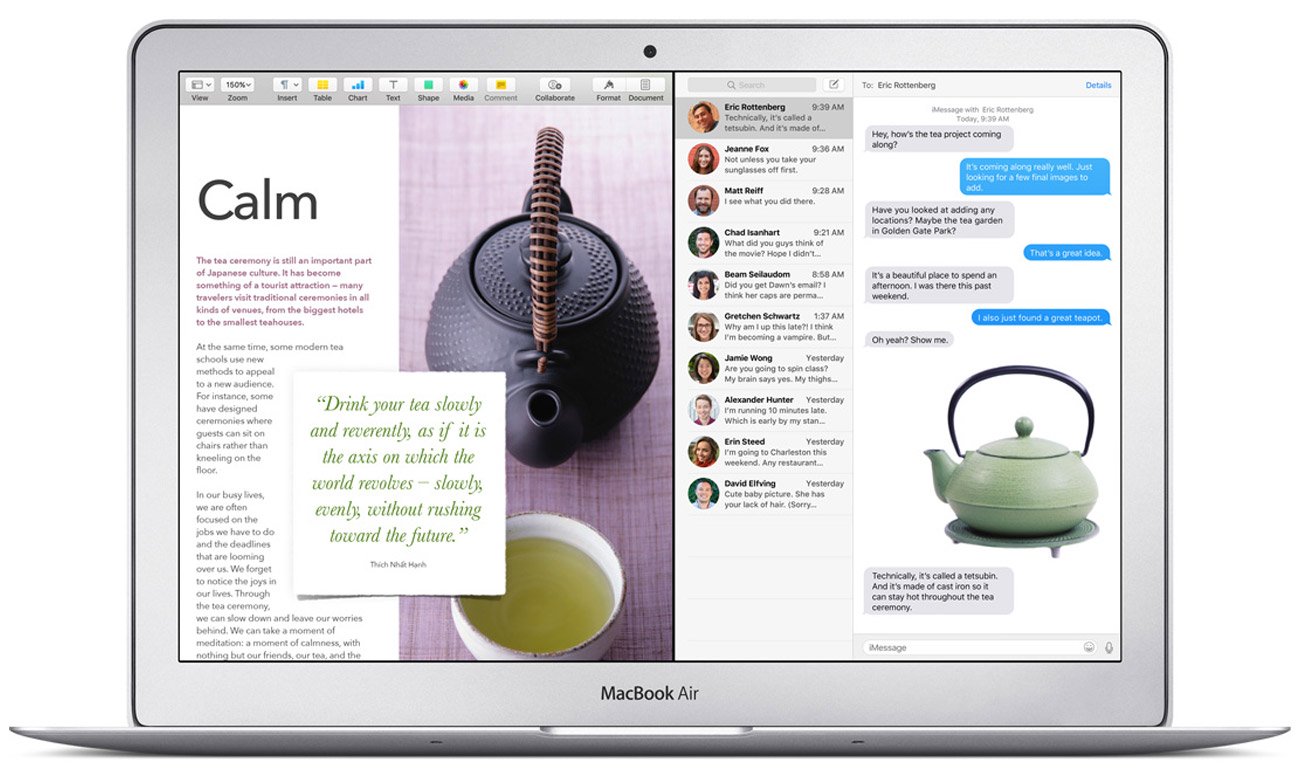 150%
View
Zoom
Insert
Table
Chart
T
Text
Shape
Media
Comment
Collaborate
Format
Document
Calm
The tea ceremony is still an important part
of Japanese culture. It has become
something of a tourist attraction – many
travelers visit traditional ceremonies in all
kinds of venues, from the biggest hotels
to the smallest teahouses.
At the same time, some modern tea
schools use new
methods to appeal
to a new audience.
For instance, some
have designed
ceremonies where
guests can sit on
chairs rather than
kneeling on the
floor.
In our busy lives,
we are often
focused on the
jobs we have to do
and the deadlines
that are looming
over us. We forget
to notice the joys in
our lives. Through
the tea ceremony,
we can slow down and leave our worries
behind. We can take a moment of
meditation: a moment of calmness, with
nothing but our friends, our tea, and the
“Drink your tea slowly
and reverently, as if it is
the axis on which the
world revolves – slowly,
evenly, without rushing
toward the future.”
Thích Nhất Hạnh
Search
Eric Rottenberg 9:39 AM
Technically, it's called a
tetsubin. And it's made of...
Jeanne Fox 9:36 AM
Not unless you take your
sunglasses off first.
Matt Reiff 9:28 AM
I see what you did there.
Chad Isanhart 9:21 AM
What did you guys think of
the movie? Hope I didn't...
Beam Seilaudom 8:58 AM
Did you get Dawn's email? I
think her caps are perma...
Gretchen Schwartz 1:37 AM
Why am I up this late?! I think
I'm becoming a vampire. But...
Jamie Wong Yesterday
Are you going to spin class?
My brain says yes. My thighs...
Alexander Hunter Yesterday
I'm running 10 minutes late.
Which is early by my stan...
Erin Steed Yesterday
I'm going to Charleston this
weekend. Any restaurant...
David Elfving Yesterday
Cute baby picture. She has
your lack of hair. (Sorry...
To: Eric Rottenberg Details
iMessage with Eric Rottenberg
Today, 9:39 AM
Hey, how's the tea project coming
along?
It's coming along really well. Just
looking for a few final images to
add.
Have you looked at adding any
locations? Maybe the tea garden
in Golden Gate Park?
That's a great idea.
It's a beautiful place to spend an
afternoon. I was there this past
weekend.
I also just found a great teapot.
Oh yeah? Show me.
Technically, it's called a tetsubin.
And it's made of cast iron so it
can stay hot throughout the tea
ceremony.
iMessage
MacBook Air